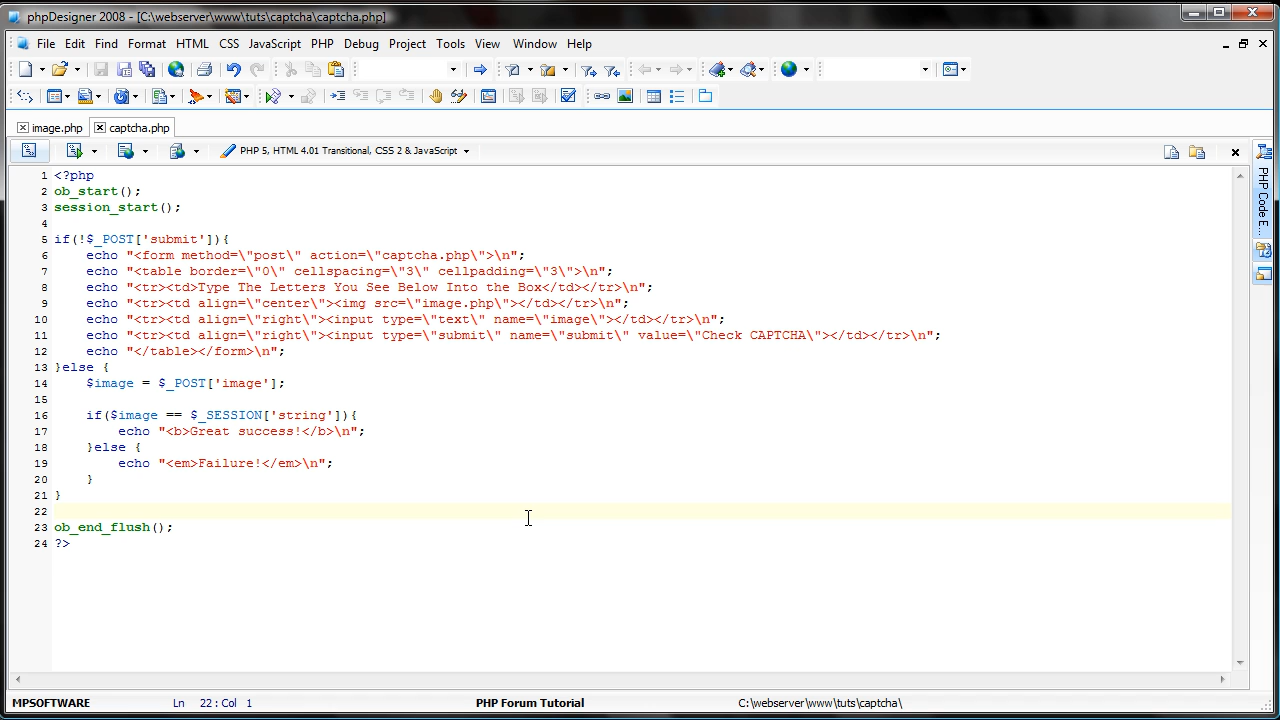 phpDesigner 2008 - [C:\webserver\www\tuts\captcha\captcha.php]
File Edit Find Format HTML CSS JavaScript PHP Debug Project Tools View Window Help
image.php captcha.php
PHP 5, HTML 4.01 Transitional, CSS 2 & JavaScript
PHP Code E...
1 <?php
2 ob_start();
3 session_start();
4
5 if(!$_POST['submit']){
6 echo "<form method=\"post\" action=\"captcha.php\">\n";
7 echo "<table border=\"0\" cellspacing=\"3\" cellpadding=\"3\">\n";
8 echo "<tr><td>Type The Letters You See Below Into the Box</td></tr>\n";
9 echo "<tr><td align=\"center\"><img src=\"image.php\"></td></tr>\n";
10 echo "<tr><td align=\"right\"><input type=\"text\" name=\"image\"></td></tr>\n";
11 echo "<tr><td align=\"right\"><input type=\"submit\" name=\"submit\" value=\"Check CAPTCHA\"></td></tr>\n";
12 echo "</table></form>\n";
13 }else {
14 $image = $_POST['image'];
15
16 if($image == $_SESSION['string']){
17 echo "<b>Great success!</b>\n";
18 }else {
19 echo "<em>Failure!</em>\n";
20 }
21 }
22
23 ob_end_flush();
24 ?>
MPSOFTWARE Ln 22 : Col 1 PHP Forum Tutorial C:\webserver\www\tuts\captcha\